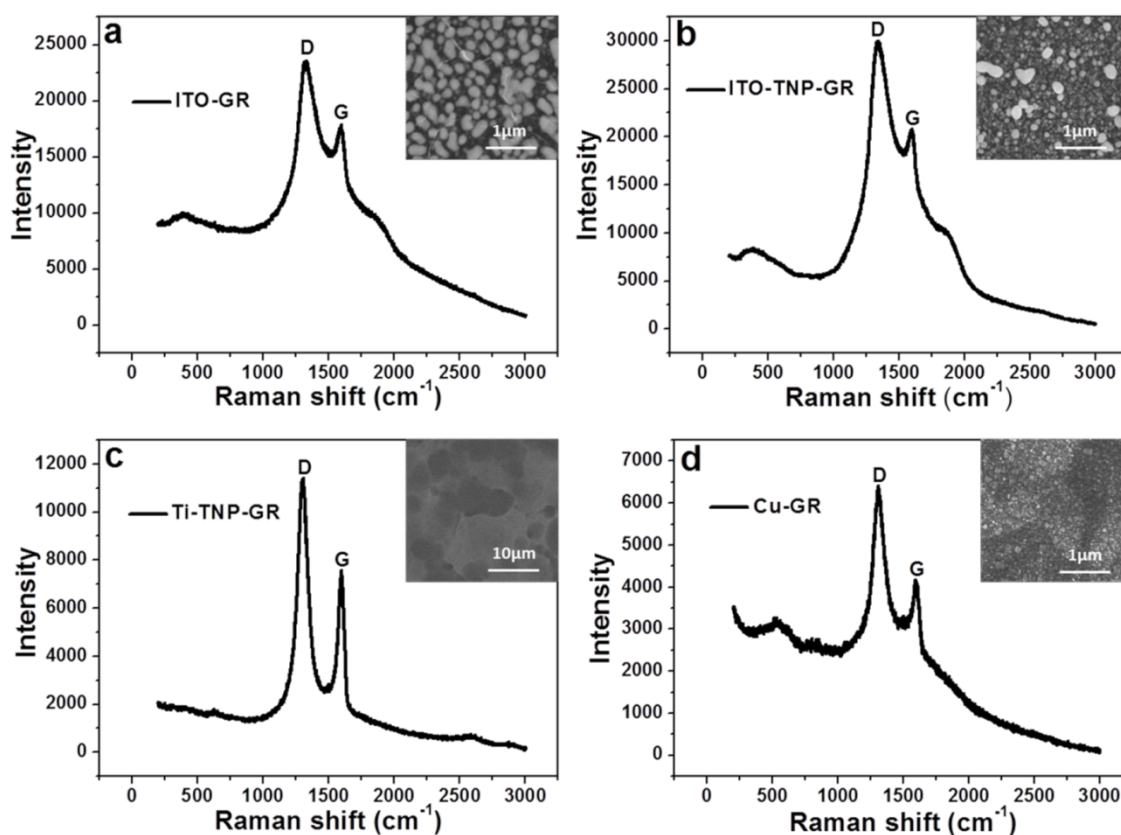 a
D
G
ITO-GR
1μm
25000
20000
15000
10000
5000
0
Intensity
0 500 1000 1500 2000 2500 3000
Raman shift (cm⁻¹)
b
D
G
ITO-TNP-GR
1μm
30000
25000
20000
15000
10000
5000
0
Intensity
0 500 1000 1500 2000 2500 3000
Raman shift (cm⁻¹)
c
D
G
Ti-TNP-GR
10μm
12000
10000
8000
6000
4000
2000
0
Intensity
0 500 1000 1500 2000 2500 3000
Raman shift (cm⁻¹)
d
D
G
Cu-GR
1μm
7000
6000
5000
4000
3000
2000
1000
0
Intensity
0 500 1000 1500 2000 2500 3000
Raman shift (cm⁻¹)